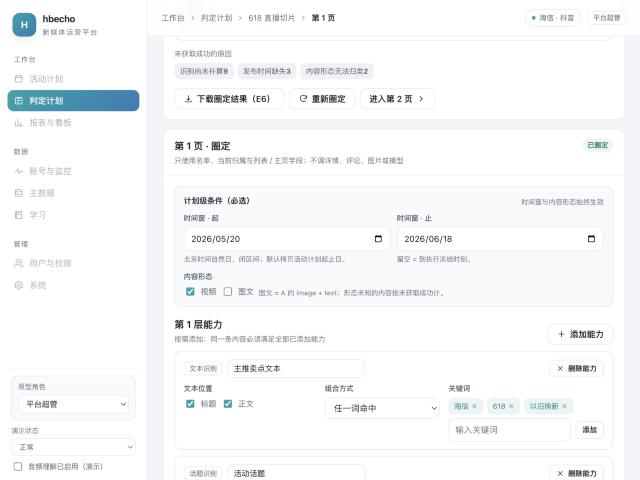 H
hbecho
新媒体运营平台
工作台
活动计划
判定计划
报表与看板
数据
账号与监控
主数据
学习
管理
用户与权限
系统
原型角色
平台超管
演示状态
正常
音频理解已启用（演示）
工作台 > 判定计划 > 618 直播切片 > 第 1 页
海信 · 抖音
平台超管
未获取成功的原因
识别尚未补算9 发布时间缺失3 内容形态无法归类2
下载圈定结果（E6） 重新圈定 进入第 2 页
第 1 页 · 圈定
已圈定
只使用名单、当前归属与列表 / 主页字段；不调详情、评论、图片或模型
计划级条件（必选）
时间窗与内容形态始终生效
时间窗 · 起
时间窗 · 止
2026/05/20
2026/06/18
北京时间自然日，闭区间；默认拷贝活动计划起止日。
留空 = 到执行冻结时刻。
内容形态
视频 图文 图文 = A 的 image + text；形态未知的内容按未获取成功计。
第 1 层能力
添加能力
按需添加；同一条内容必须满足全部已添加能力
文本识别 主推卖点文本 × 删除能力
文本位置 组合方式 关键词
标题 正文
任一词命中
海信 × 618 × 以旧换新 ×
输入关键词 添加
话题识别 活动话题 × 删除能力